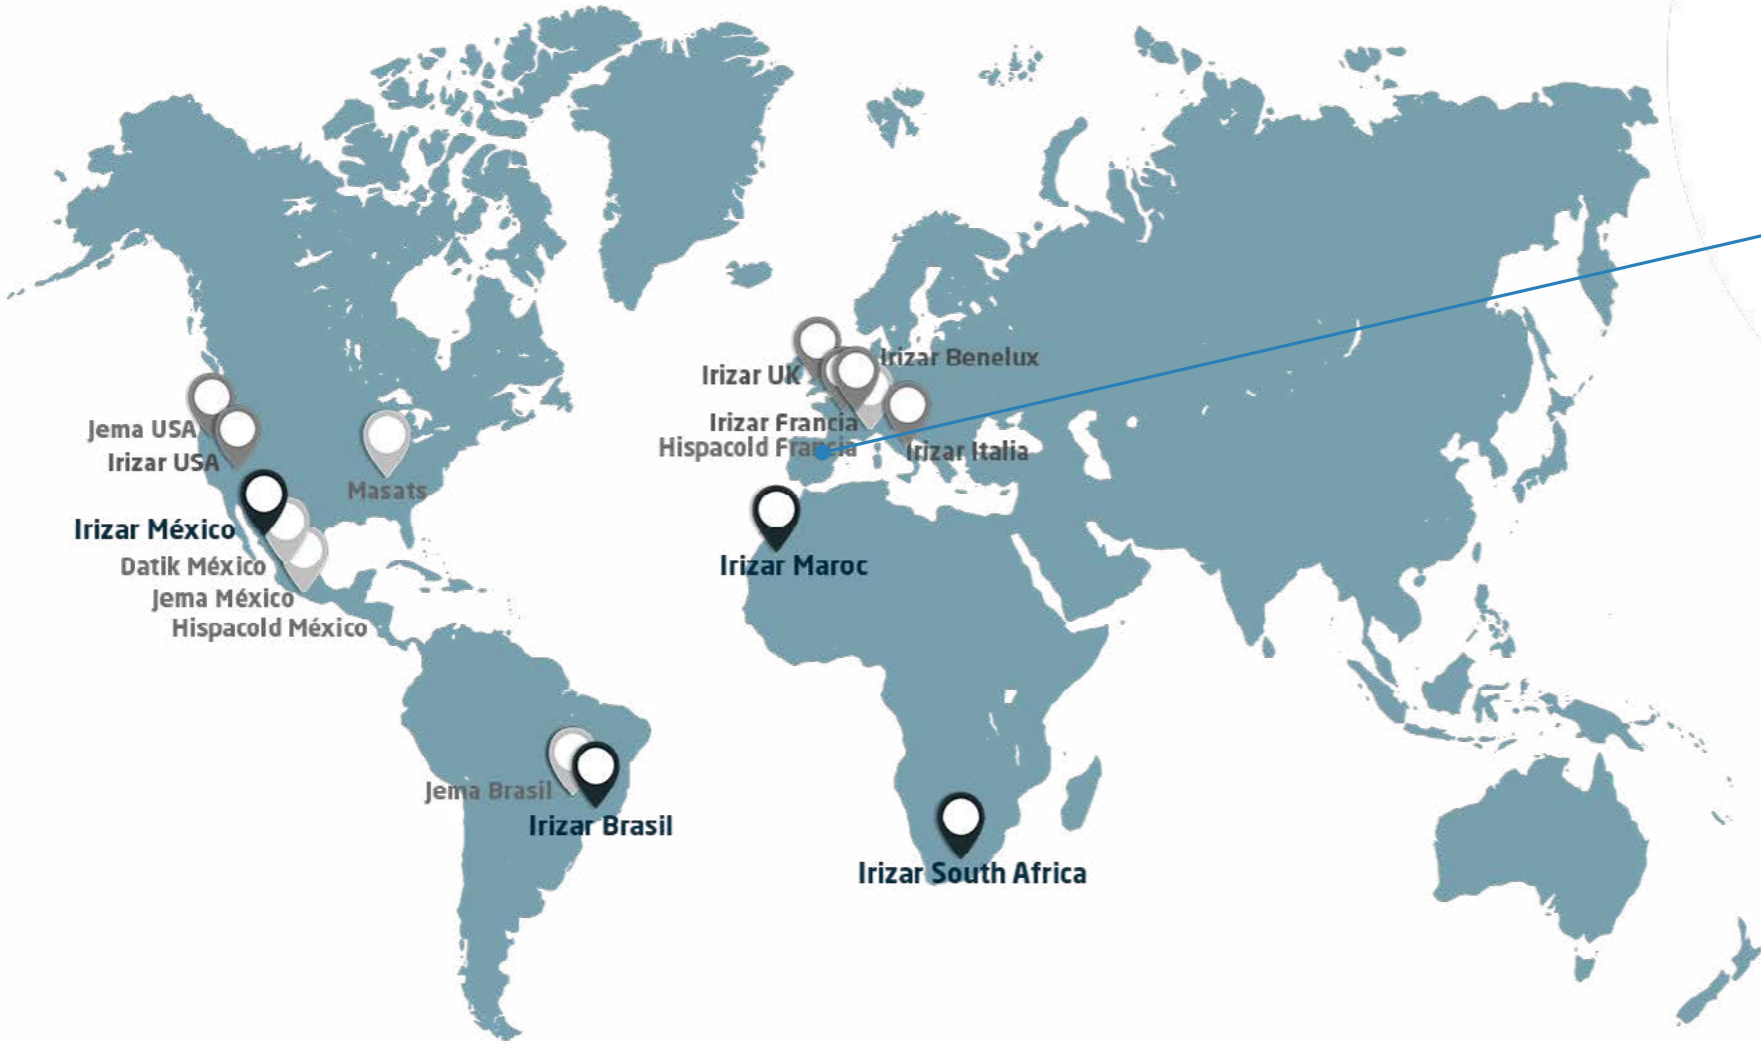 Irizar Benelux
Irizar UK
Irizar Francia
Hispacold Francia
Irizar Italia
Jema USA
Irizar USA
Masats
Irizar México
Datik México
Jema México
Hispacold México
Irizar Maroc
Jema Brasil
Irizar Brasil
Irizar South Africa